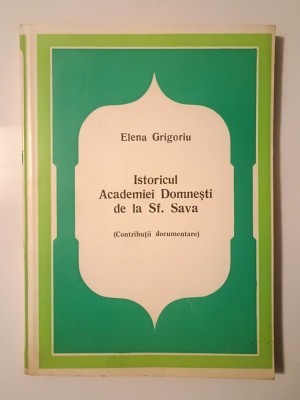 Elena Grigoriu
Istoricul
Academiei Domnești
de la Sf. Sava
(Contribuții documentare)